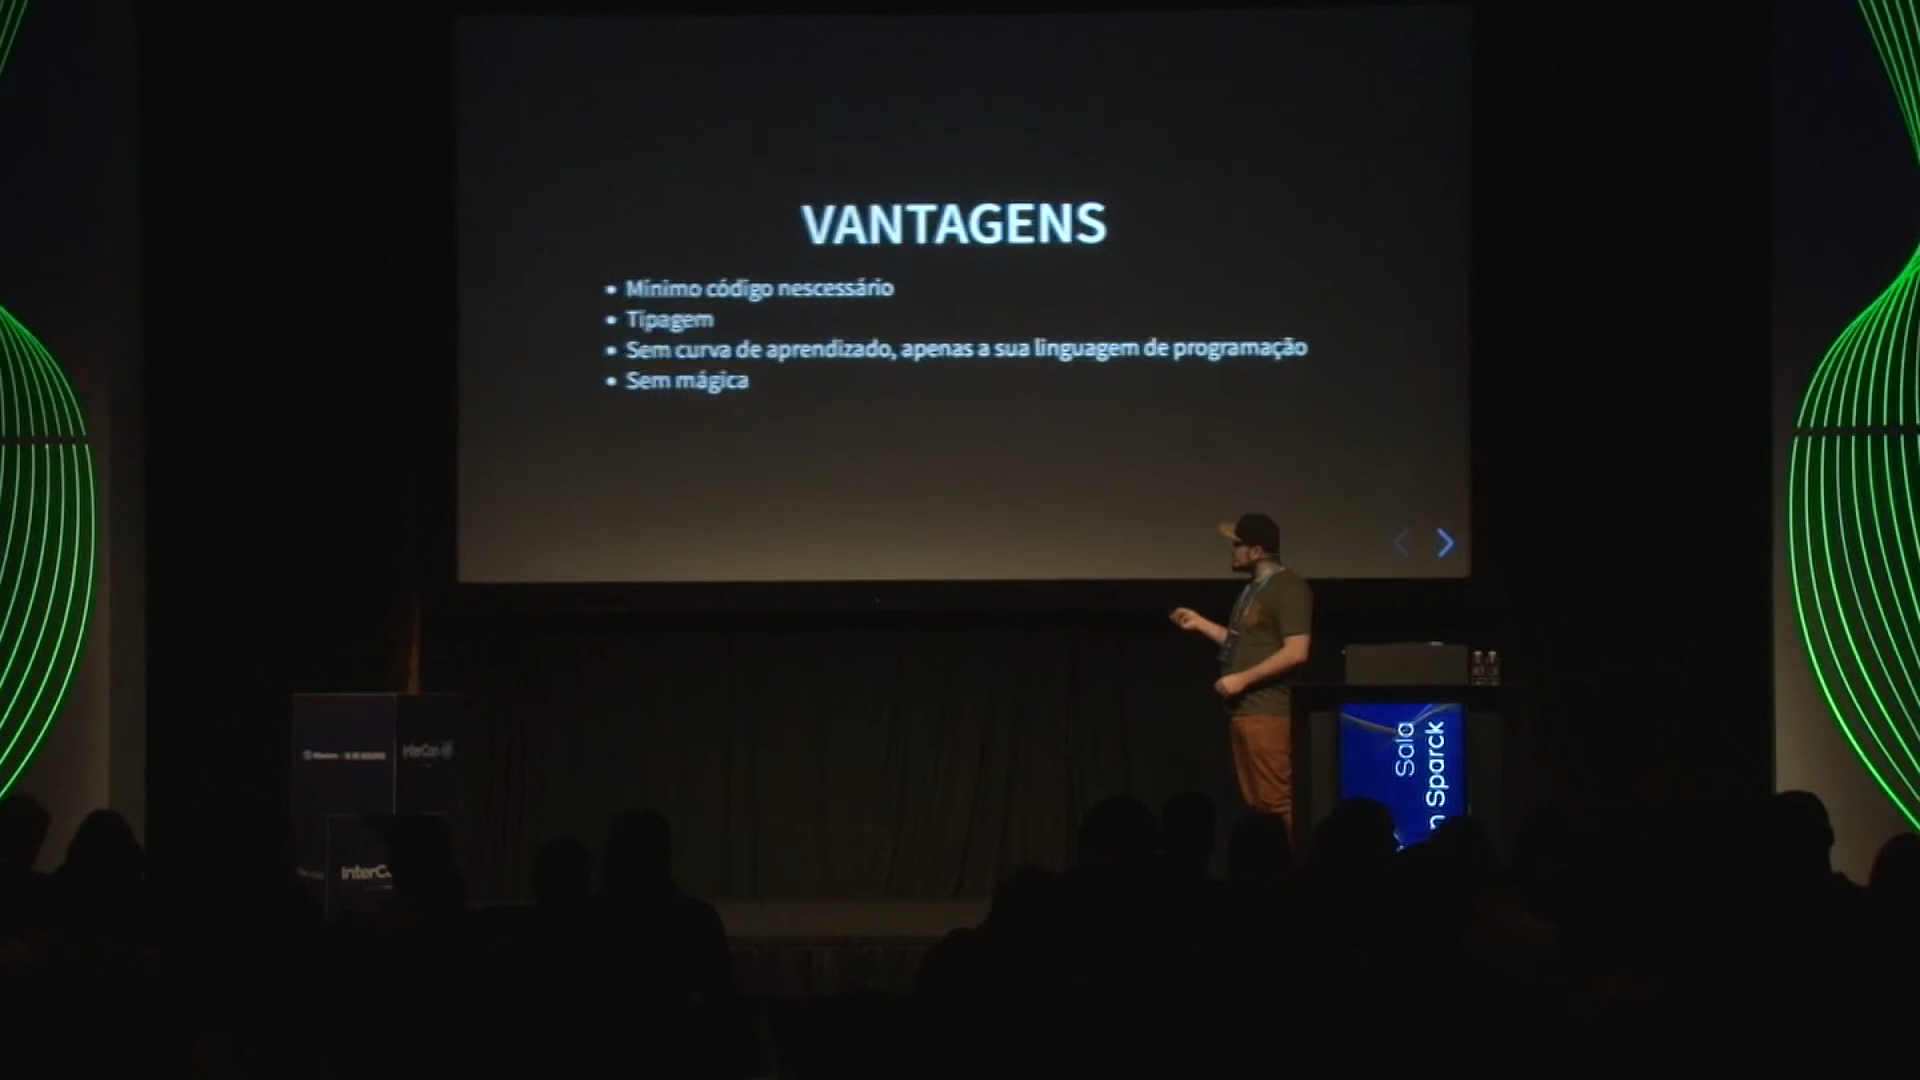 VANTAGENS
• Mínimo código nescessário
• Tipagem
• Sem curva de aprendizado, apenas a sua linguagem de programação
• Sem mágica
Sala
n Sparck
InterCon
InterC